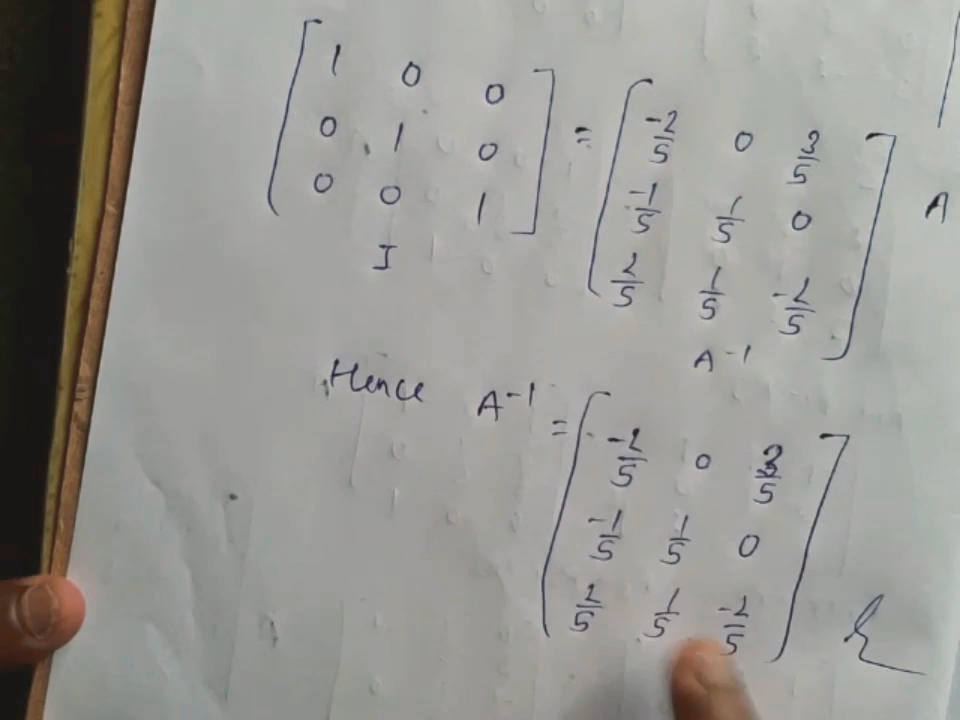 1 0 0 = -2/5 0 3/5
0 1 0 -1/5 1/5 0 A
0 0 1 2/5 1/5 -2/5
I A⁻¹
Hence A⁻¹ = -2/5 0 3/5
-1/5 -1/5 0
2/5 1/5 -2/5